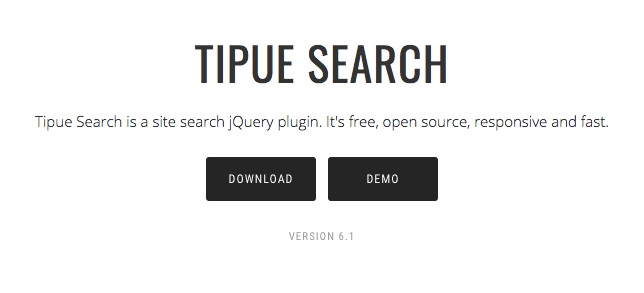 TIPUE SEARCH
Tipue Search is a site search jQuery plugin. It's free, open source, responsive and fast.
DOWNLOAD
DEMO
VERSION 6.1